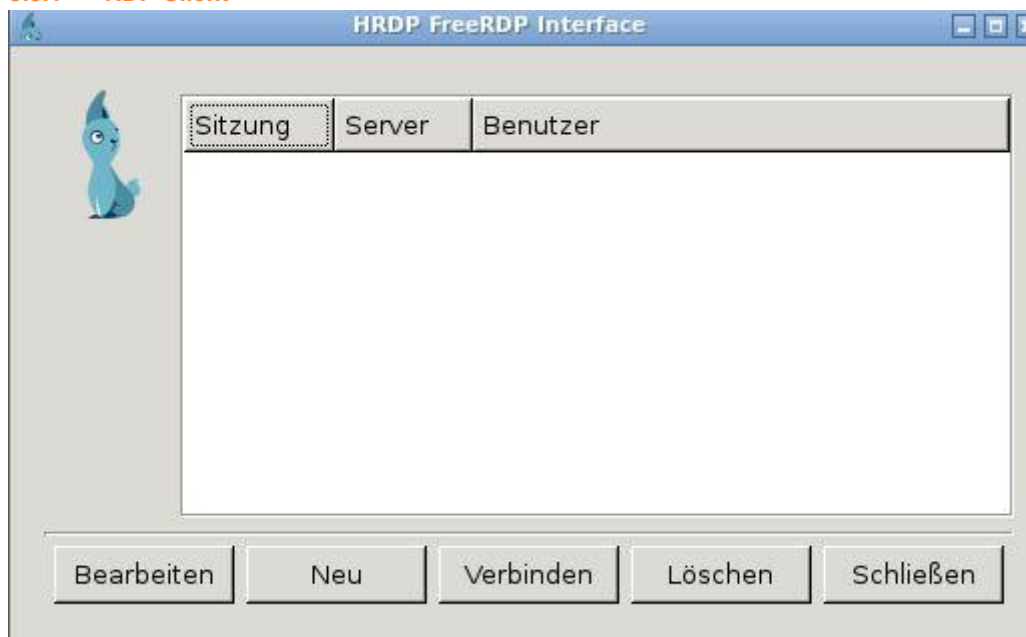 HRDP FreeRDP Interface
Sitzung Server Benutzer
Bearbeiten Neu Verbinden Löschen Schließen